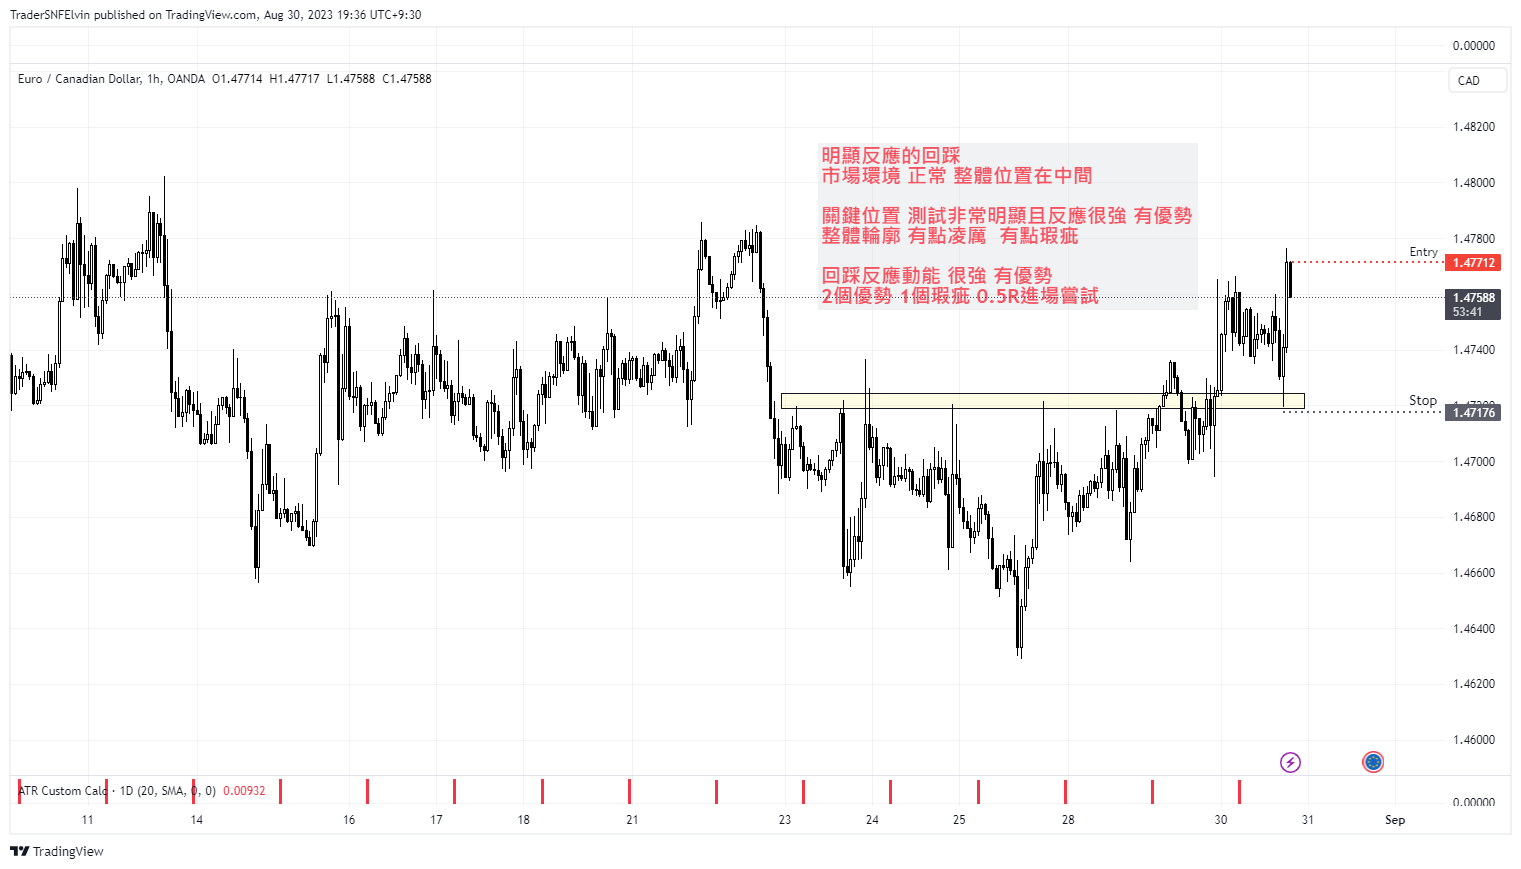 TraderSNFElvin published on TradingView.com, Aug 30, 2023 19:36 UTC+9:30
0.00000
Euro / Canadian Dollar, 1h, OANDA O1.47714 H1.47717 L1.47588 C1.47588
CAD
1.48200
明顯反應的回踩
市場環境 正常 整體位置在中間
1.48000
關鍵位置 測試非常明顯且反應很強 有優勢
整體輪廓 有點凌厲 有點瑕疵
1.47800
Entry
1.47712
回踩反應動能 很強 有優勢
2個優勢 1個瑕疵 0.5R進場嘗試
1.47588
53:41
1.47400
Stop
1.47200
1.47176
1.47000
1.46800
1.46600
1.46400
1.46200
1.46000
ATR Custom Calc · 1D (20, SMA, 0, 0) 0.00932
0.00000
11 14 16 17 18 21 23 24 25 28 30 31 Sep
TradingView